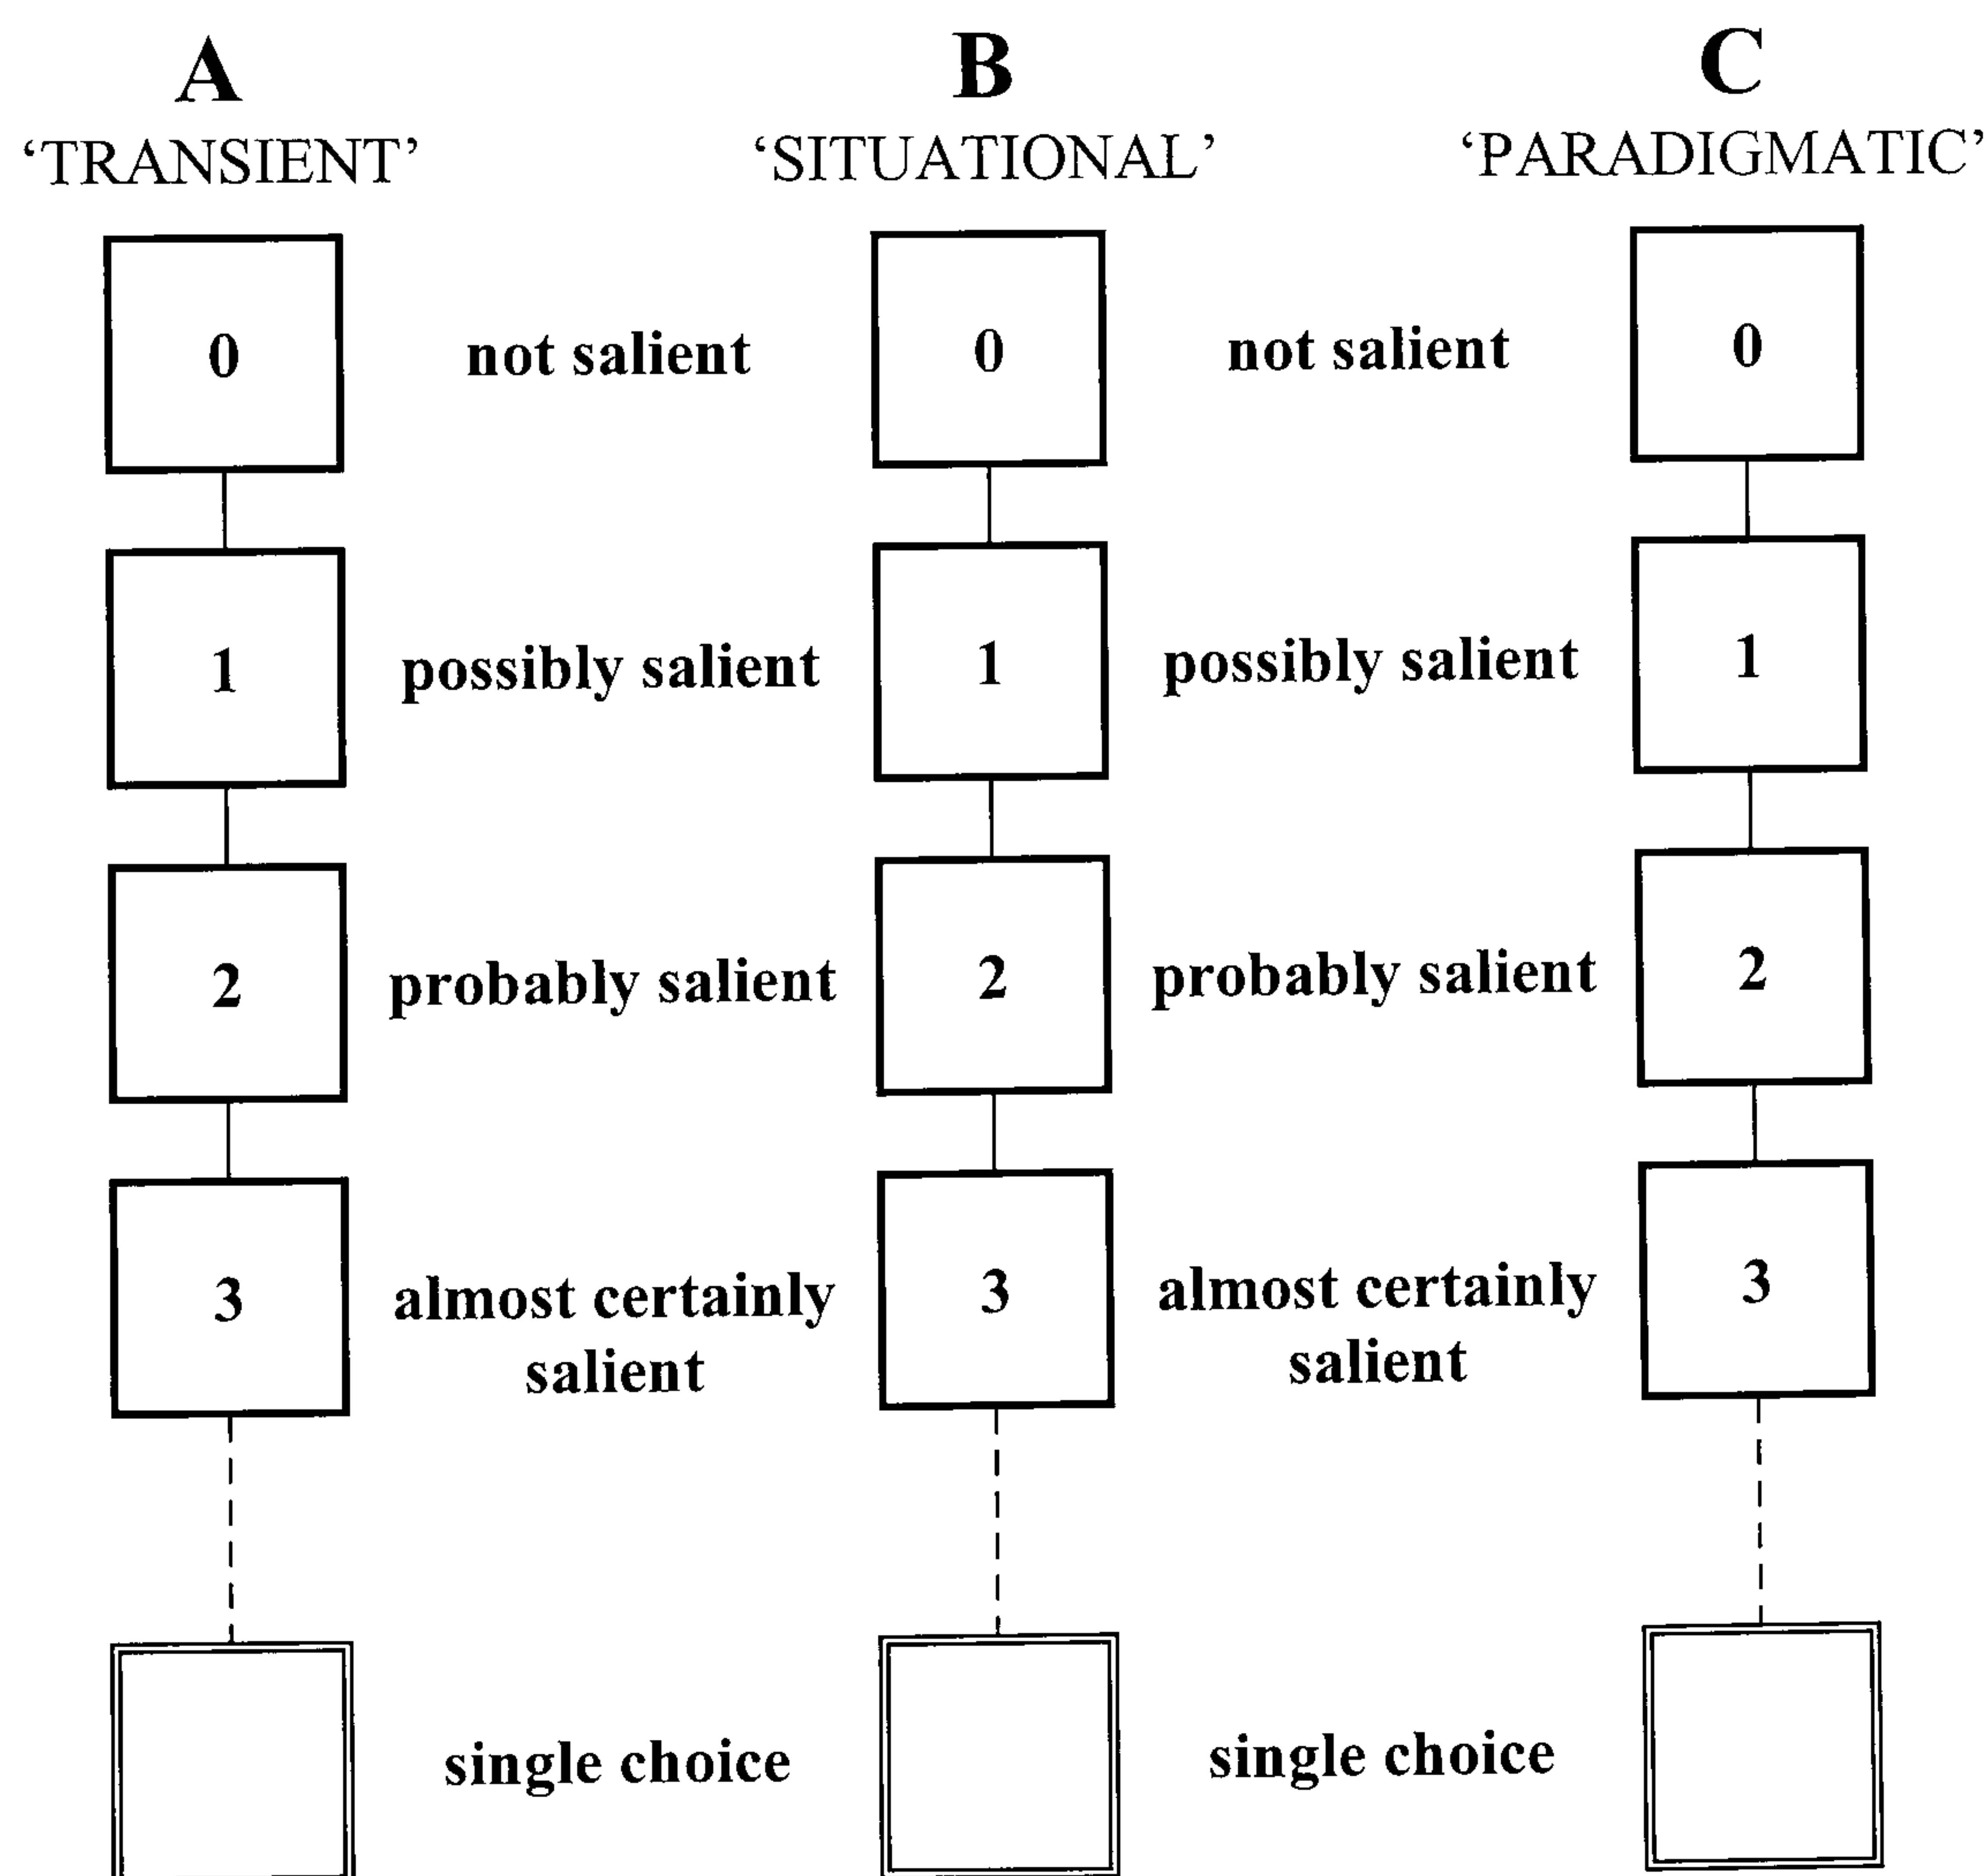 A B C
‘TRANSIENT’ ‘SITUATIONAL’ ‘PARADIGMATIC’
0 not salient 0 not salient 0
1 possibly salient 1 possibly salient 1
2 probably salient 2 probably salient 2
3 almost certainly 3 almost certainly 3
salient salient
single choice single choice